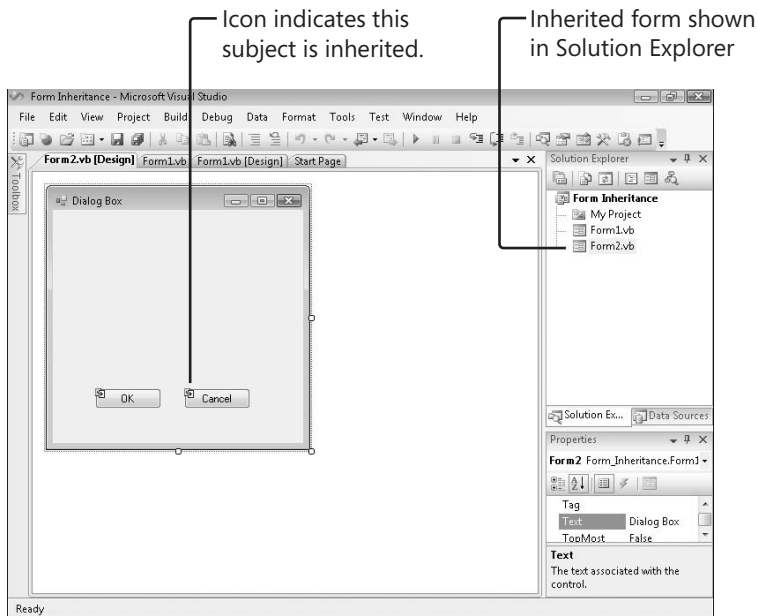 Icon indicates this
subject is inherited.
Inherited form shown
in Solution Explorer
Form Inheritance - Microsoft Visual Studio
File Edit View Project Build Debug Data Format Tools Test Window Help
Toolbox
Form2.vb [Design] Form1.vb Form1.vb [Design] Start Page
Dialog Box
OK Cancel
Solution Explorer
Form Inheritance
My Project
Form1.vb
Form2.vb
Solution Ex... Data Sources
Properties
Form2 Form_Inheritance.Form1
Tag
Text Dialog Box
TopMost False
Text
The text associated with the
control.
Ready